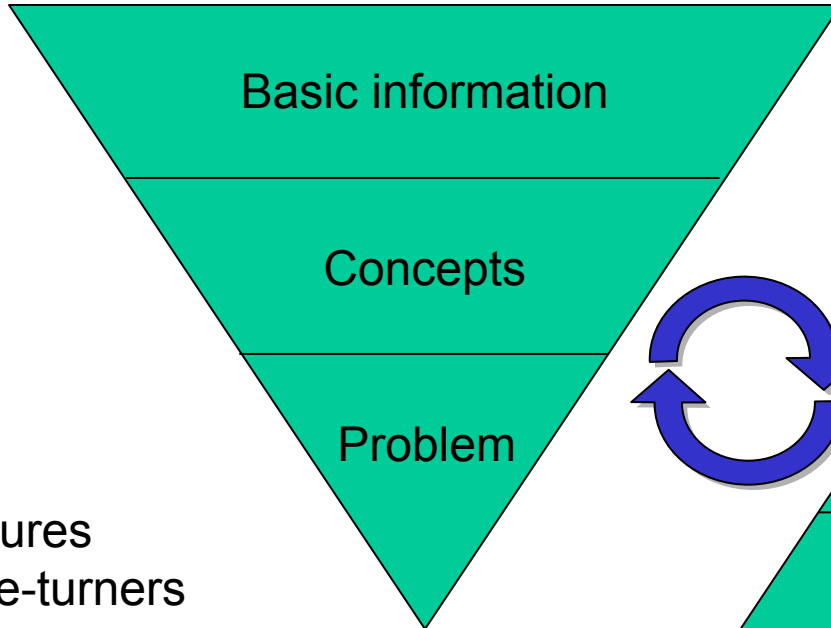 Basic information
Concepts
Problem
ures
e-turners